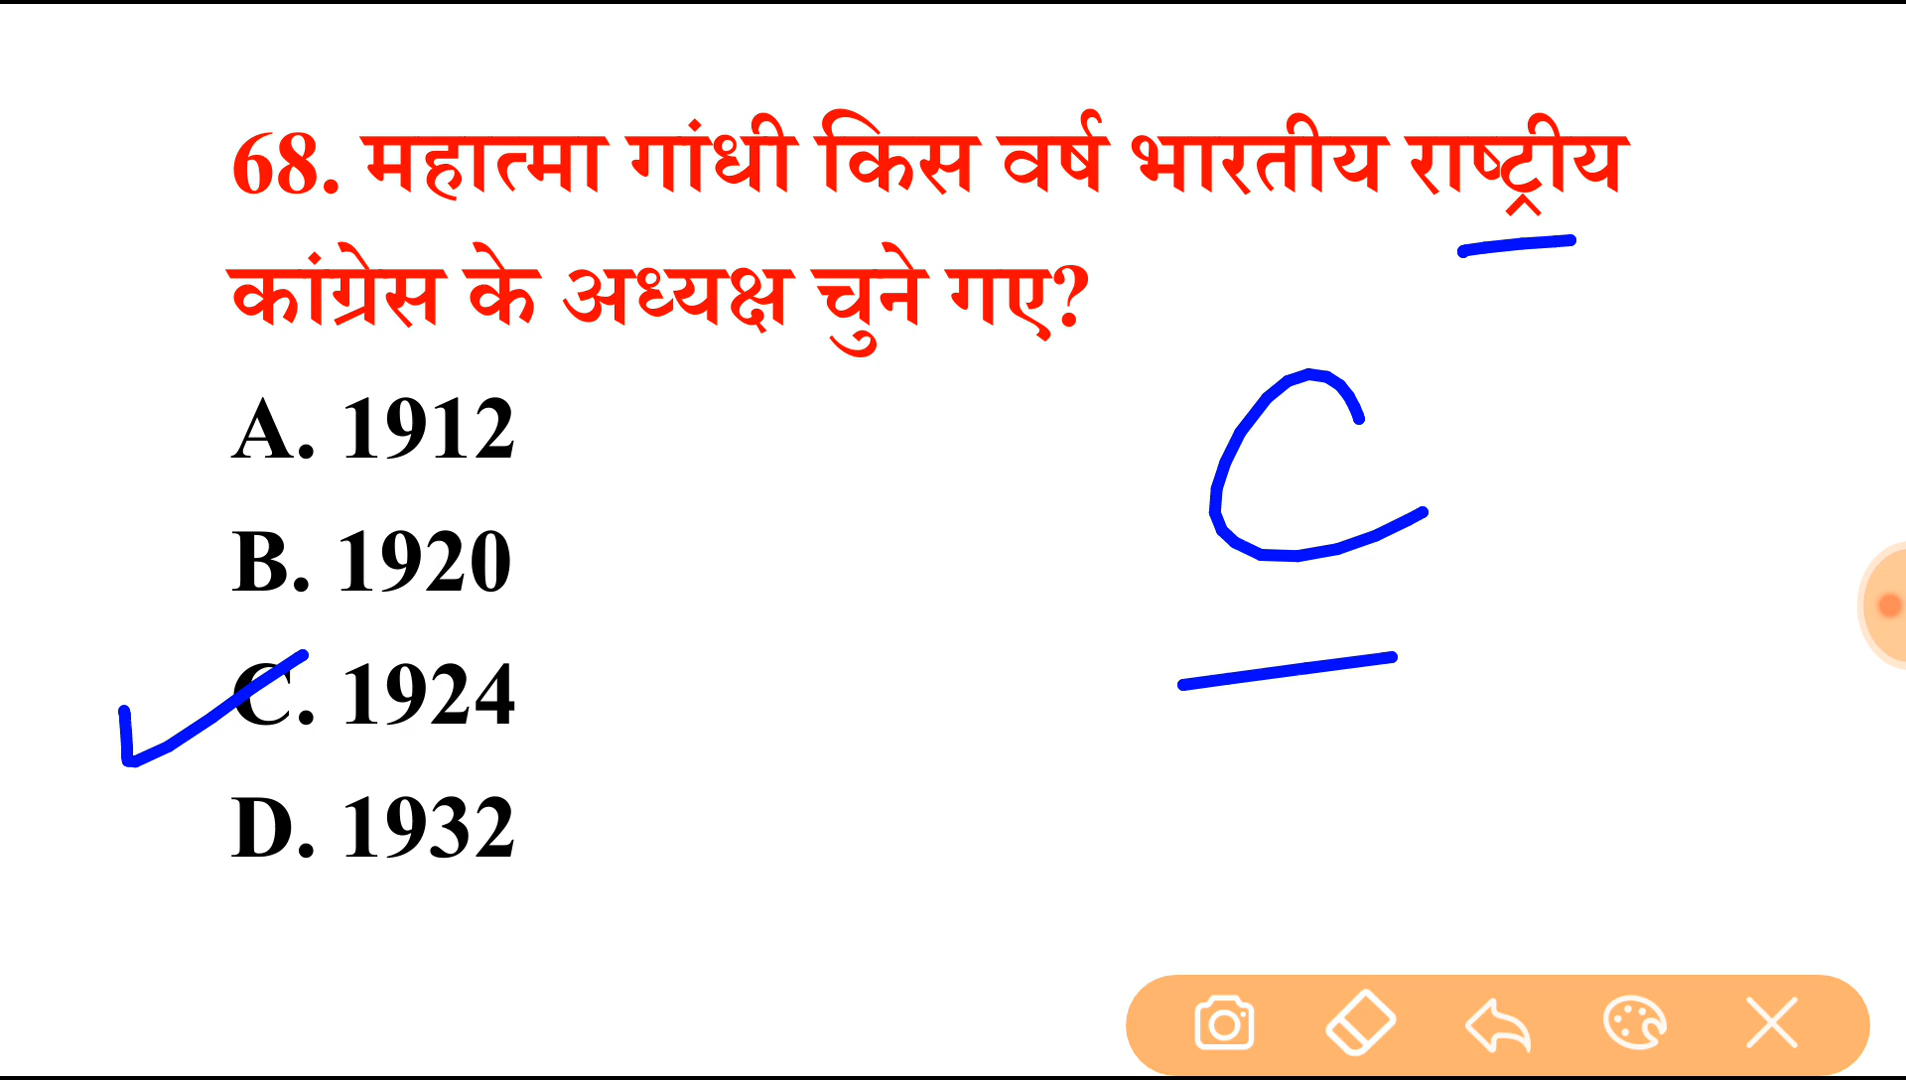 68. महात्मा गांधी किस वर्ष भारतीय राष्ट्रीय
कांग्रेस के अध्यक्ष चुने गए?
A. 1912
B. 1920
C. 1924
D. 1932
C